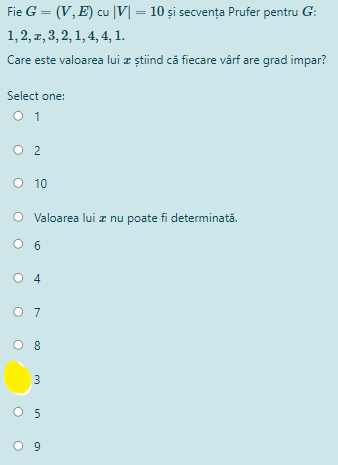 Fie G = (V, E) cu |V| = 10 și secvența Prufer pentru G:
1, 2, x, 3, 2, 1, 4, 4, 1.
Care este valoarea lui x știind că fiecare vârf are grad impar?
Select one:
1
2
10
Valoarea lui x nu poate fi determinată.
6
4
7
8
3
5
9